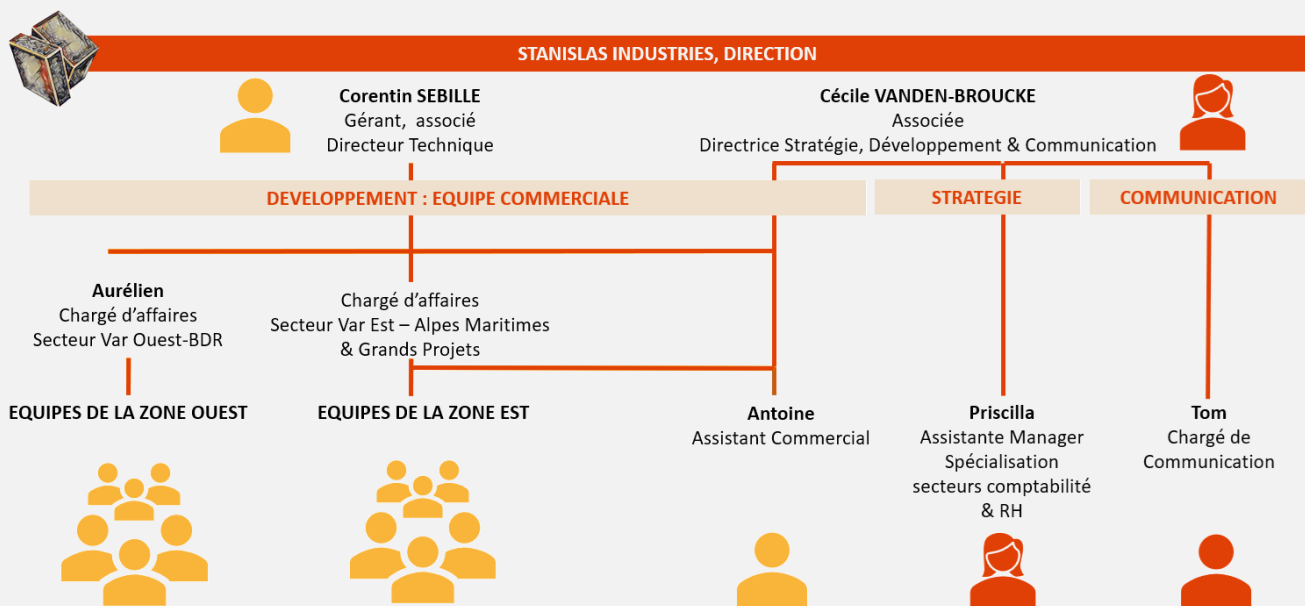 STANISLAS INDUSTRIES, DIRECTION
Corentin SEBILLE
Gérant, associé
Directeur Technique
Cécile VANDEN-BROUCKE
Associée
Directrice Stratégie, Développement & Communication
DEVELOPPEMENT : EQUIPE COMMERCIALE
STRATEGIE
COMMUNICATION
Aurélien
Chargé d’affaires
Secteur Var Ouest-BDR
Chargé d’affaires
Secteur Var Est – Alpes Maritimes
& Grands Projets
EQUIPES DE LA ZONE OUEST
EQUIPES DE LA ZONE EST
Antoine
Assistant Commercial
Priscilla
Assistante Manager
Spécialisation
secteurs comptabilité
& RH
Tom
Chargé de
Communication